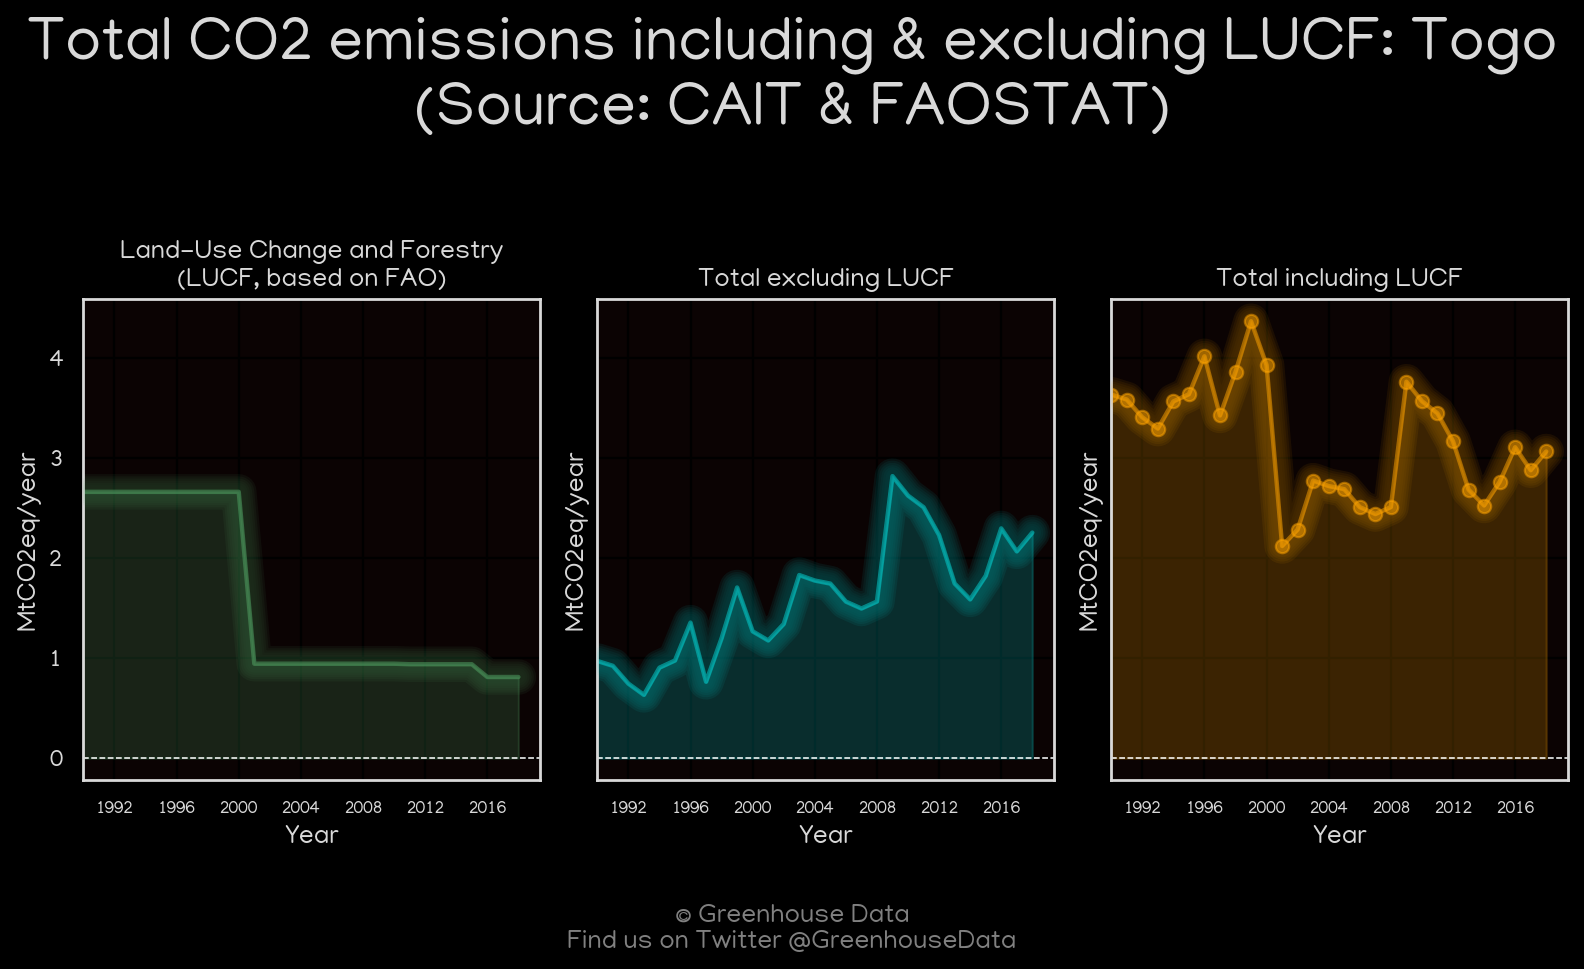 Total CO2 emissions including & excluding LUCF: Togo
(Source: CAIT & FAOSTAT)
Land-Use Change and Forestry
(LUCF, based on FAO)
Total excluding LUCF
Total including LUCF
4
3
2
1
0
MtCO2eq/year
MtCO2eq/year
MtCO2eq/year
1992 1996 2000 2004 2008 2012 2016
1992 1996 2000 2004 2008 2012 2016
1992 1996 2000 2004 2008 2012 2016
Year
Year
Year
© Greenhouse Data
Find us on Twitter @GreenhouseData